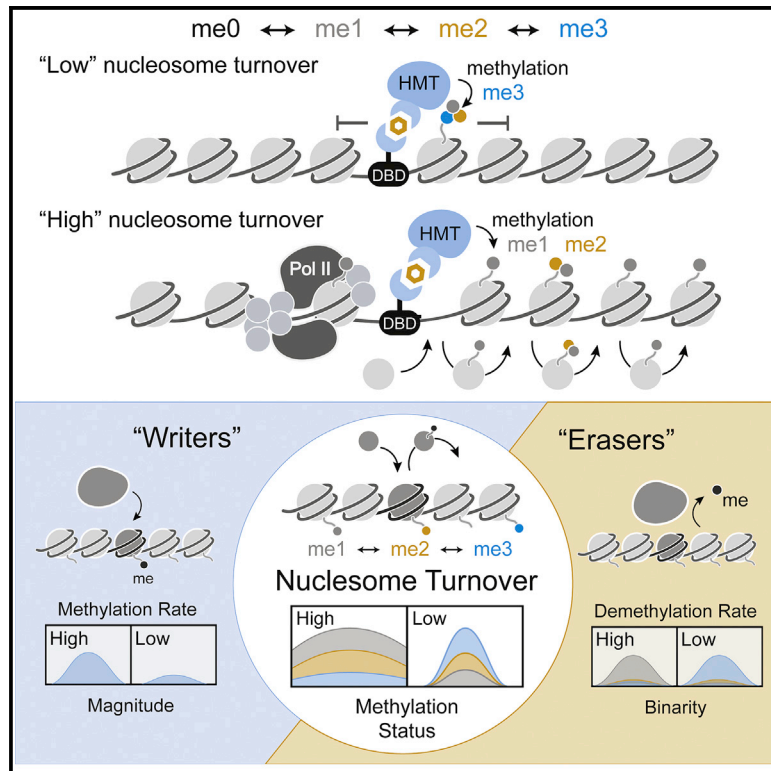 me0 ↔ me1 ↔ me2 ↔ me3
“Low” nucleosome turnover
HMT
methylation
me3
DBD
“High” nucleosome turnover
Pol II
HMT
methylation
me1 me2
DBD
“Writers”
me
Methylation Rate
High Low
Magnitude
me1 ↔ me2 ↔ me3
Nuclesome Turnover
High Low
Methylation
Status
“Erasers”
me
Demethylation Rate
High Low
Binarity